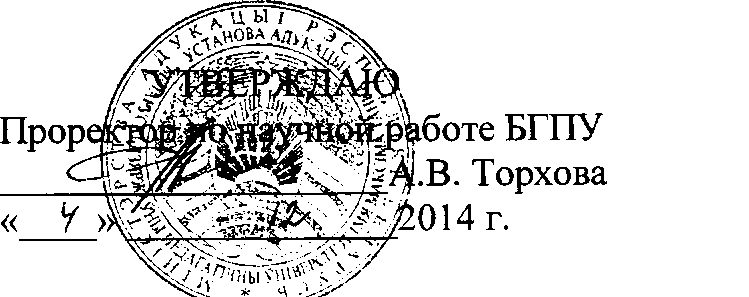 УТВЕРЖДАЮ
Проректор по научной работе БГПУ
А.В. Торхова
« 4 » 12 2014 г.